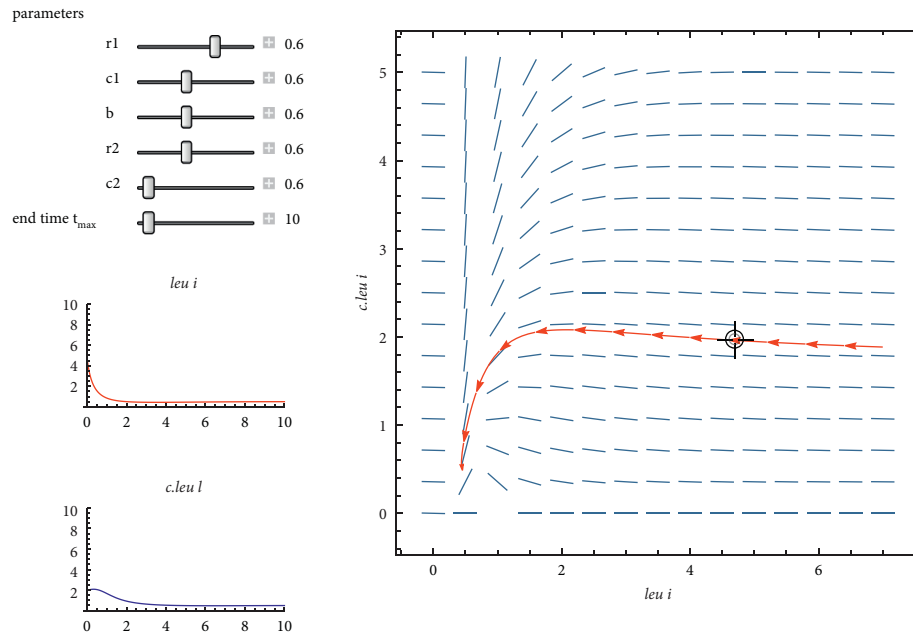 parameters
r1 0.6
c1 0.6
b 0.6
r2 0.6
c2 0.6
end time t_max 10
leu i
10
8
6
4
2
0 2 4 6 8 10
c.leu l
10
8
6
4
2
0 2 4 6 8 10
c.leu i
5
4
3
2
1
0
0 2 4 6
leu i